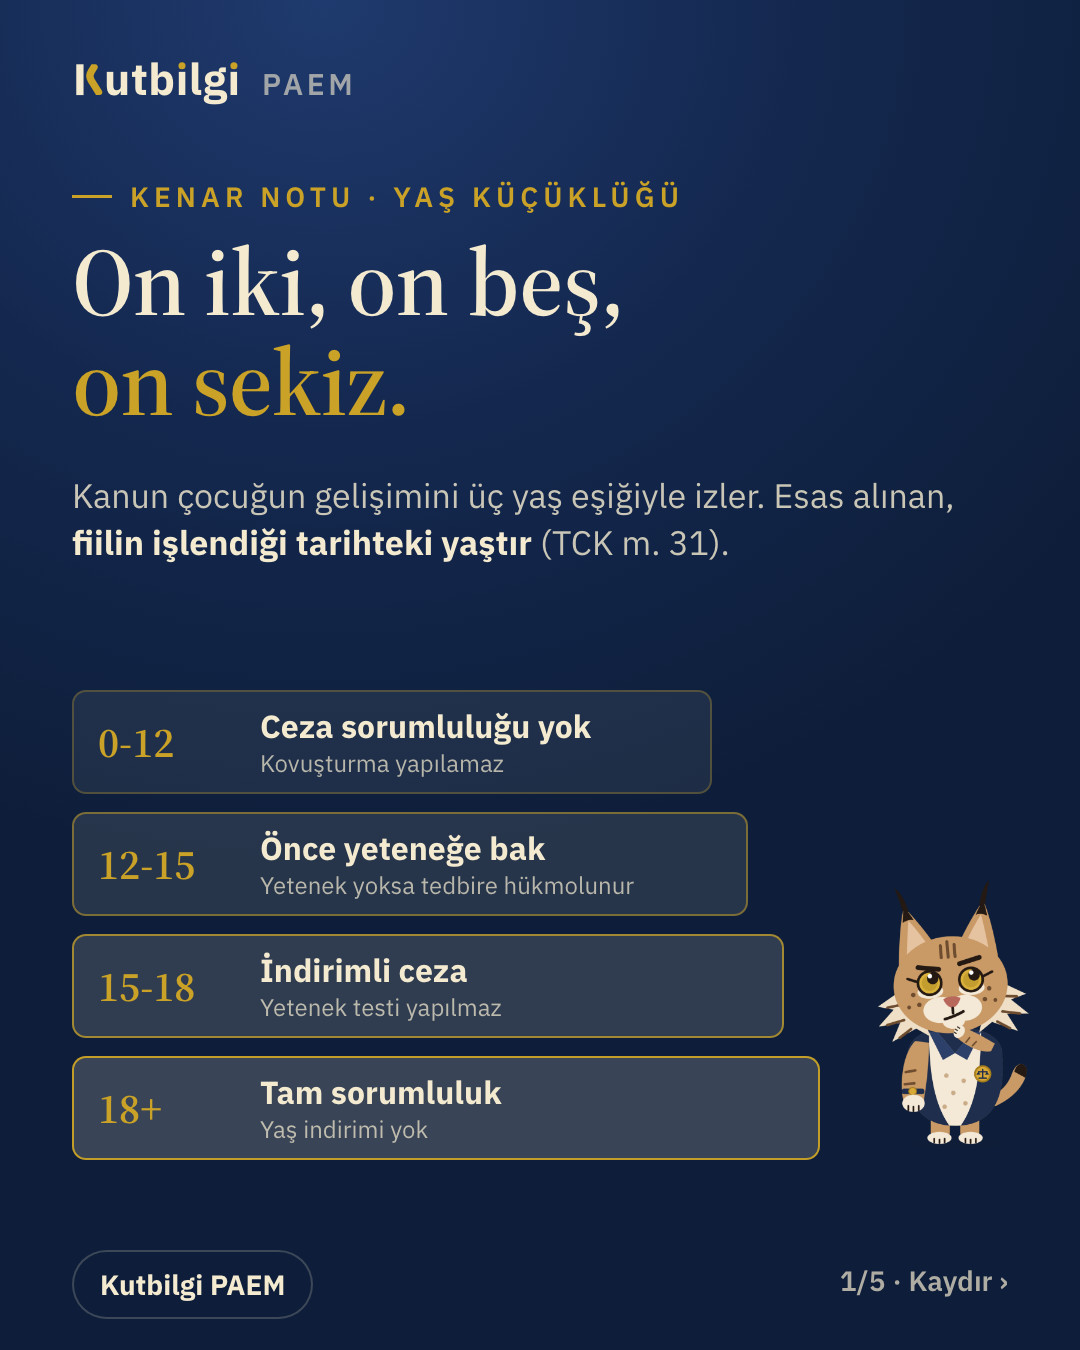 Kutbilgi PAEM
KENAR NOTU · YAŞ KÜÇÜKLÜĞÜ
On iki, on beş,
on sekiz.
Kanun çocuğun gelişimini üç yaş eşiğiyle izler. Esas alınan,
fiilin işlendiği tarihteki yaştır (TCK m. 31).
0-12
Ceza sorumluluğu yok
Kovuşturma yapılamaz
12-15
Önce yeteneğe bak
Yetenek yoksa tedbire hükmolunur
15-18
İndirimli ceza
Yetenek testi yapılmaz
18+
Tam sorumluluk
Yaş indirimi yok
Kutbilgi PAEM
1/5 · Kaydır ›